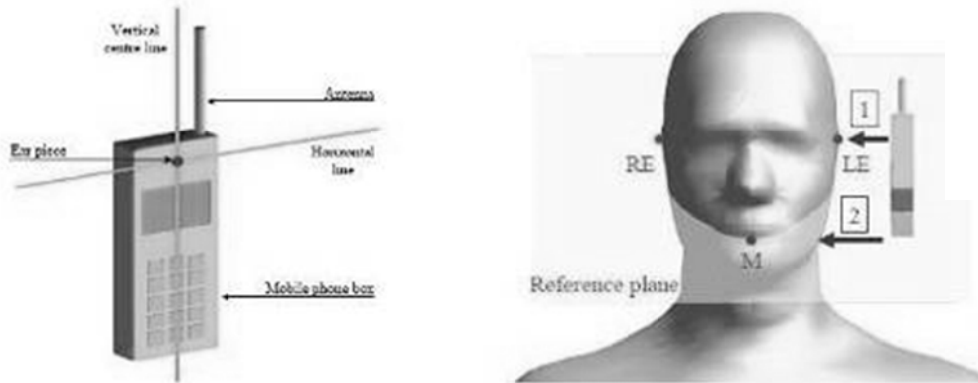 Vertical
centre line
Antenna
Ear piece
Horizontal
line
Mobile phone box
1
RE
LE
2
M
Reference plane